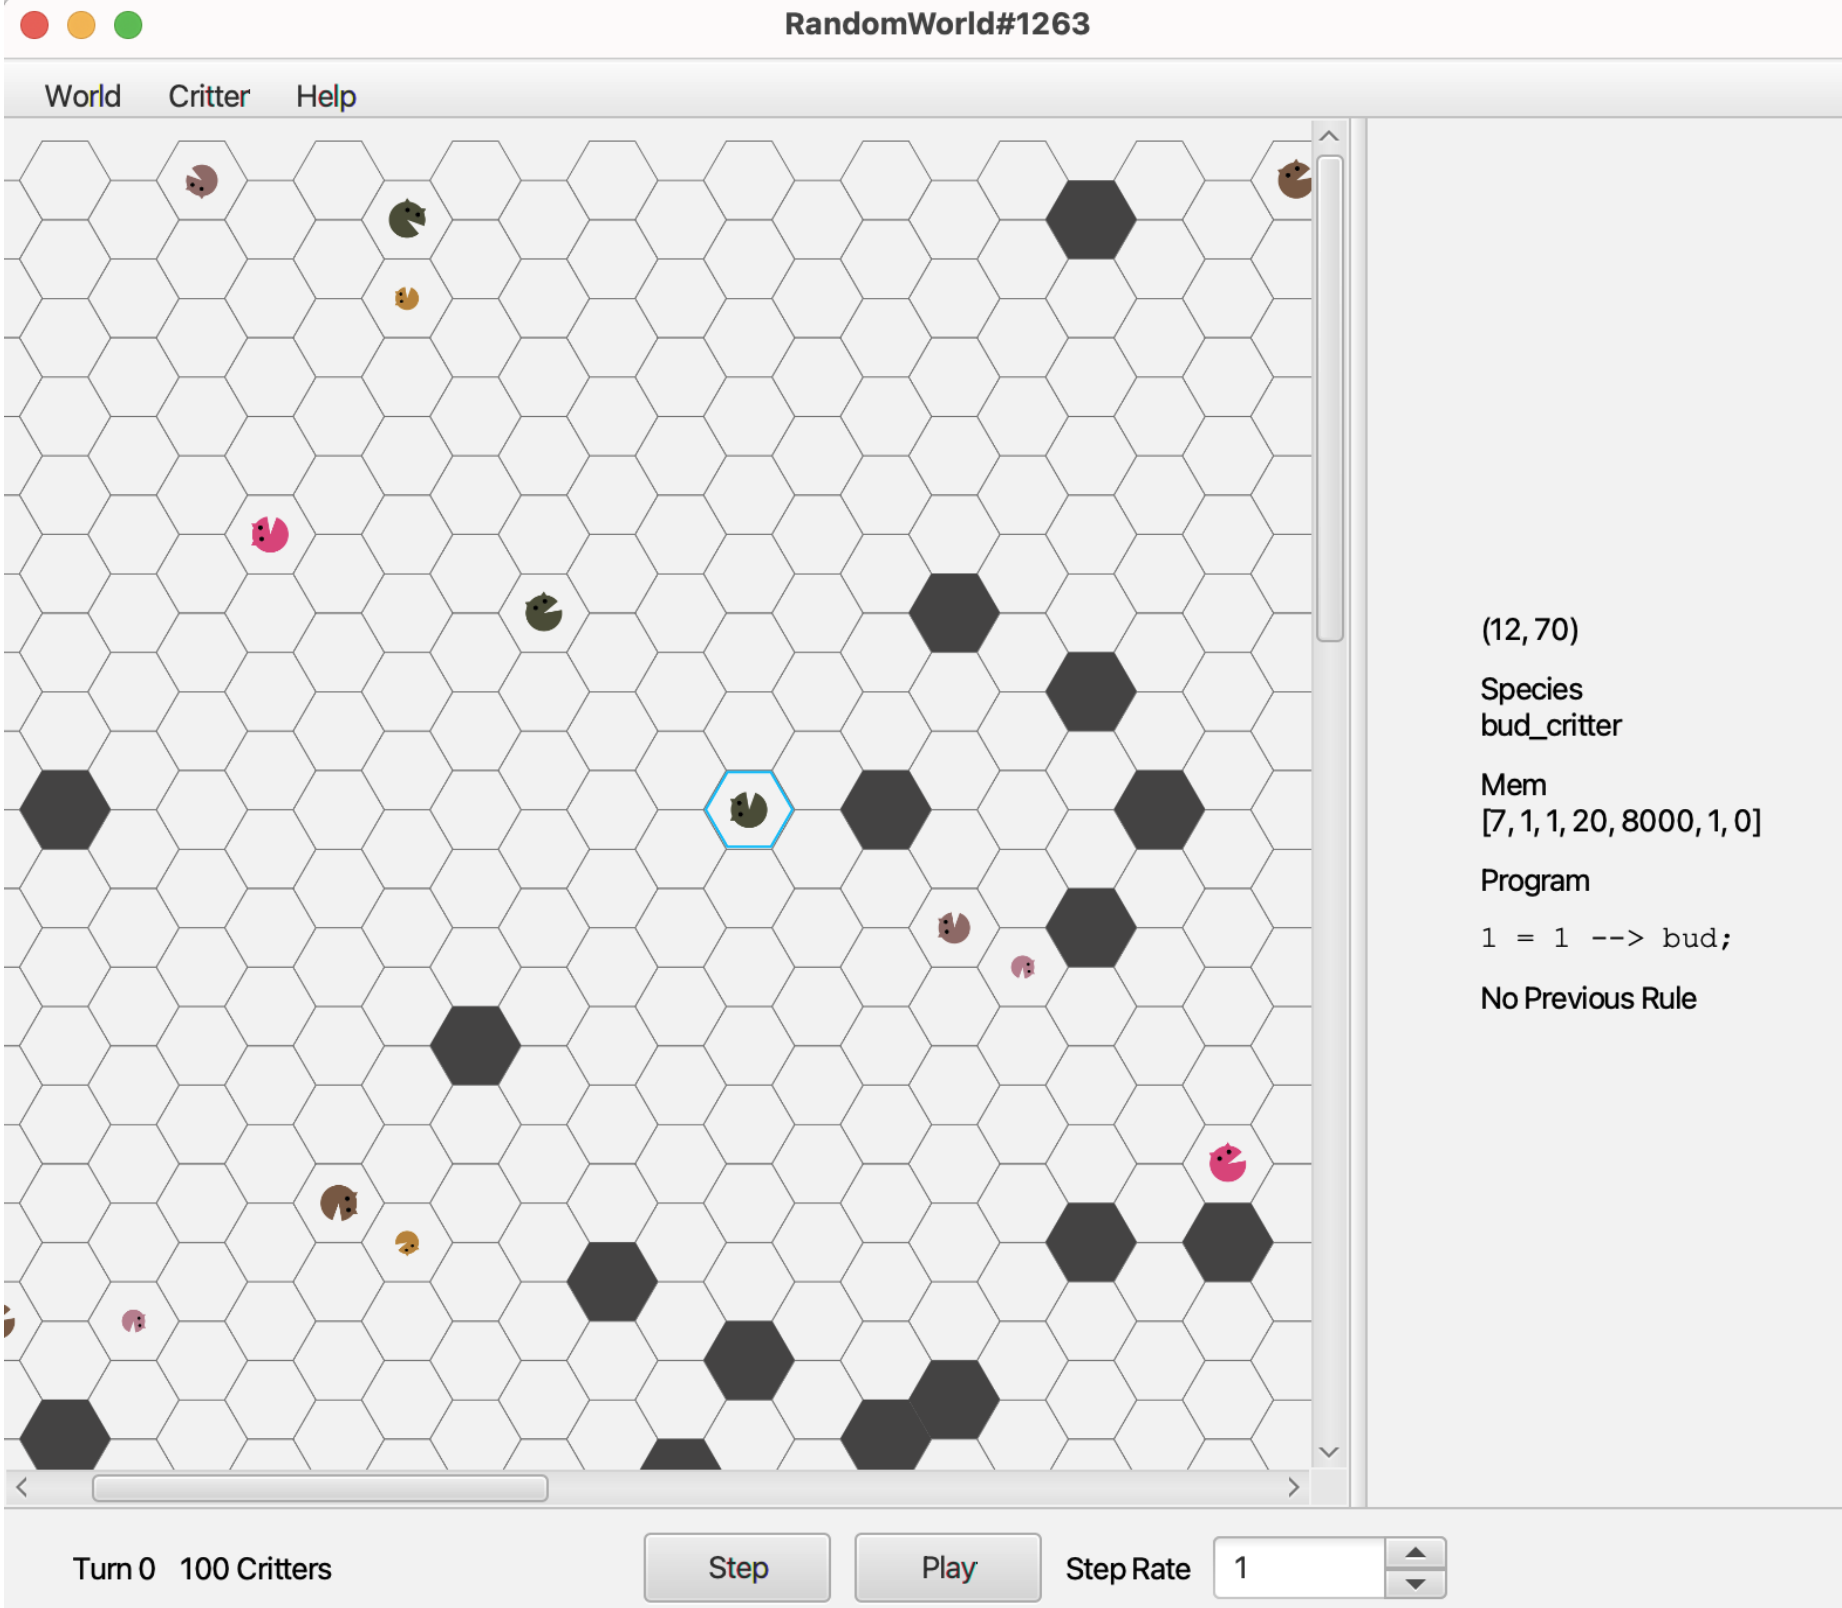 RandomWorld#1263
World Critter Help
(12, 70)
Species
bud_critter
Mem
[7, 1, 1, 20, 8000, 1, 0]
Program
1 = 1 --> bud;
No Previous Rule
Turn 0 100 Critters Step Play Step Rate 1